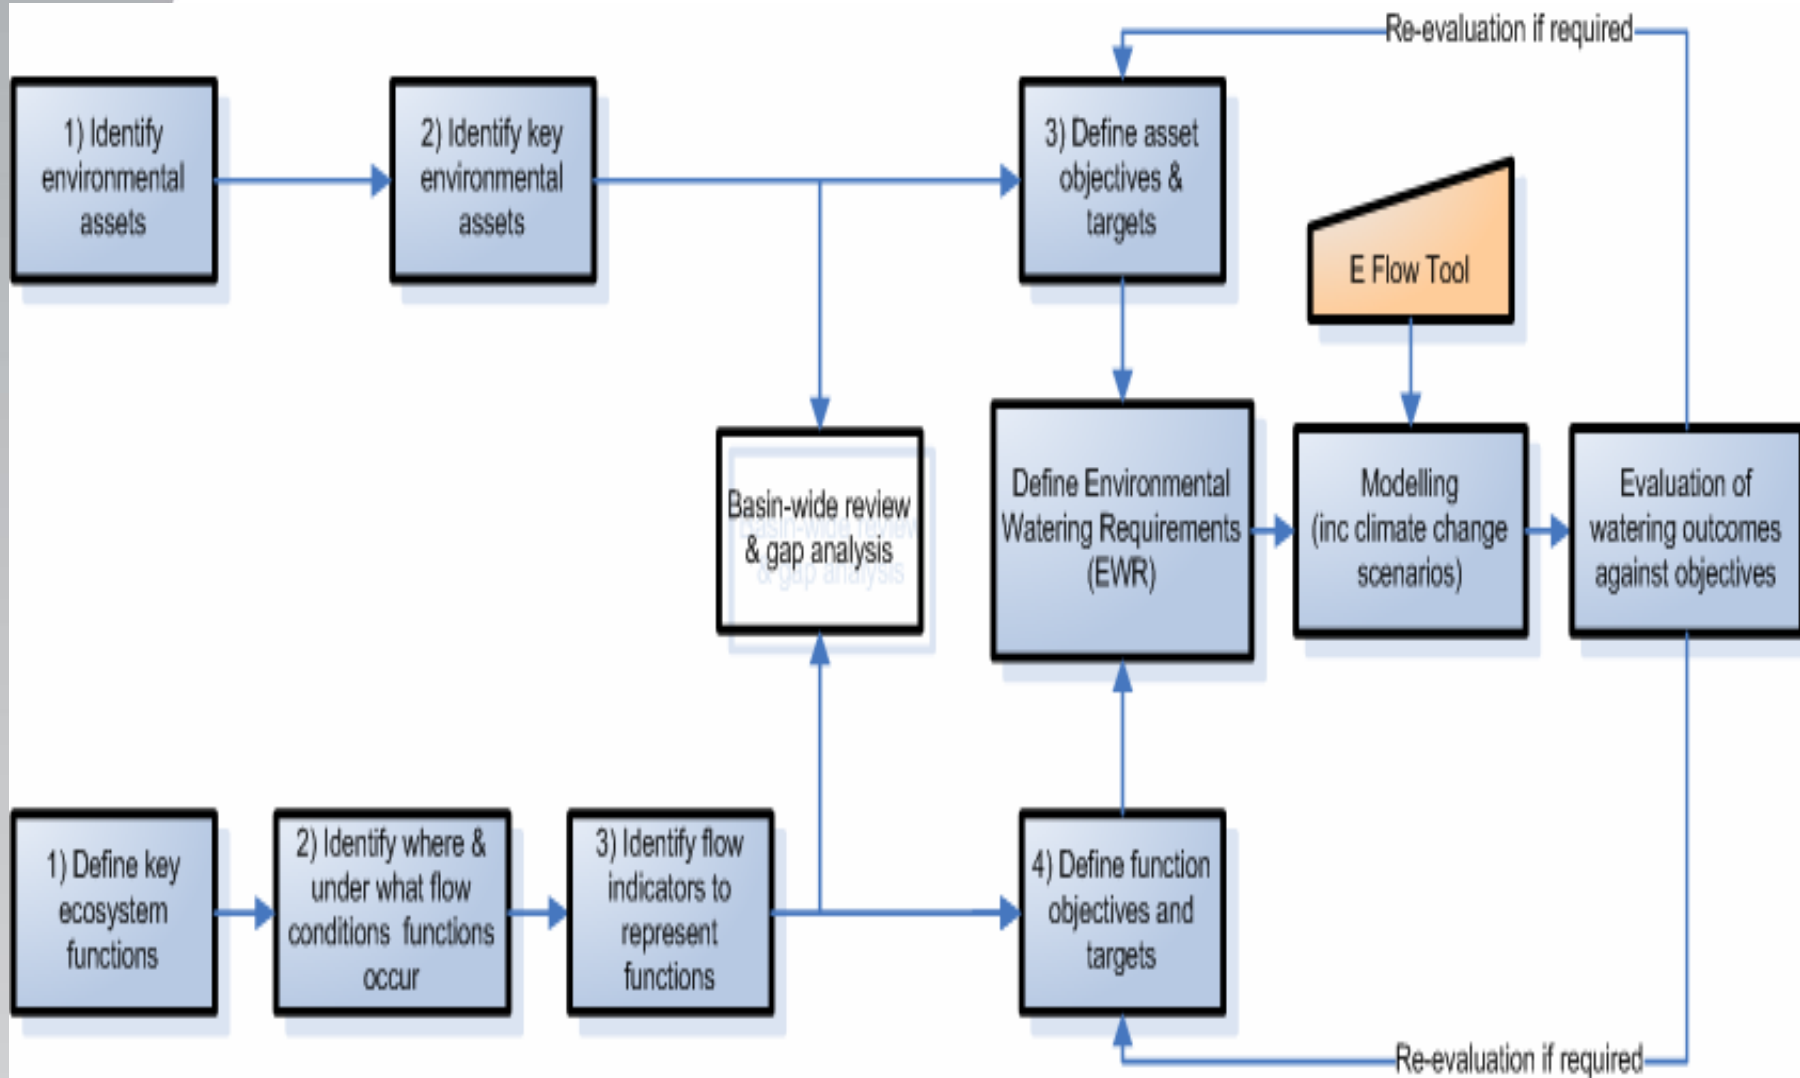 Re-evaluation if required
1) Identify
environmental
assets
2) Identify key
environmental
assets
3) Define asset
objectives &
targets
E Flow Tool
Basin-wide review
& gap analysis
Define Environmental
Watering Requirements
(EWR)
Modelling
(inc climate change
scenarios)
Evaluation of
watering outcomes
against objectives
1) Define key
ecosystem
functions
2) Identify where &
under what flow
conditions functions
occur
3) Identify flow
indicators to
represent
functions
4) Define function
objectives and
targets
Re-evaluation if required